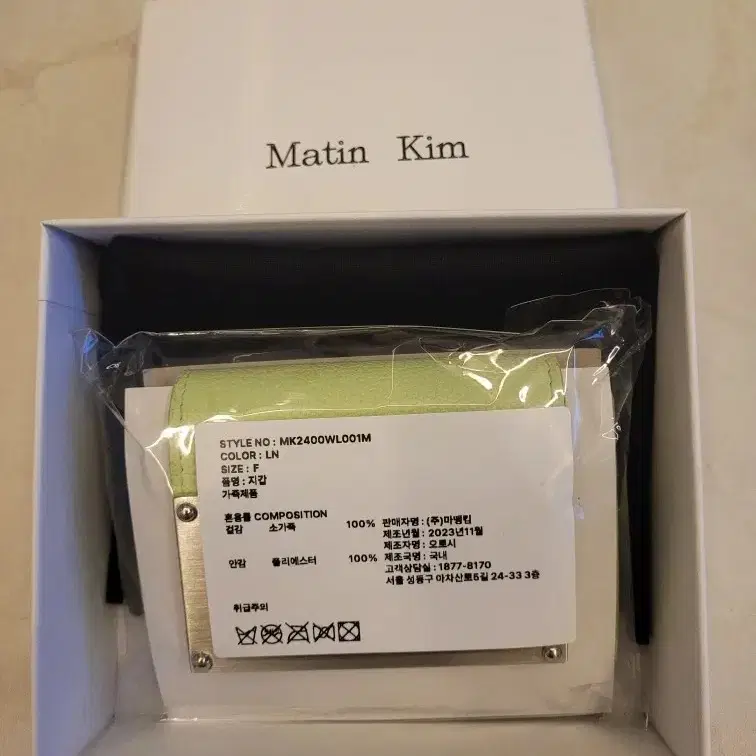 Matin Kim
STYLE NO : MK2400WL001M
COLOR : LN
SIZE : F
품명 : 지갑
가죽제품
혼용률 COMPOSITION
겉감 소가죽 100%
안감 폴리에스터 100%
판매자명 : (주)마뗑킴
제조년월 : 2023년11월
제조자명 : 오토시
제조국명 : 국내
고객상담실 : 1877-8170
서울 성동구 아차산로5길 24-33 3층
취급주의